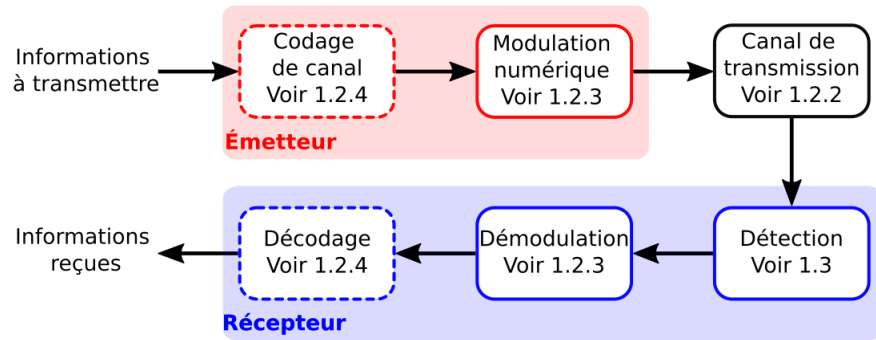 Informations
à transmettre
Codage
de canal
Voir 1.2.4
Modulation
numérique
Voir 1.2.3
Canal de
transmission
Voir 1.2.2
Émetteur
Informations
reçues
Décodage
Voir 1.2.4
Démodulation
Voir 1.2.3
Détection
Voir 1.3
Récepteur